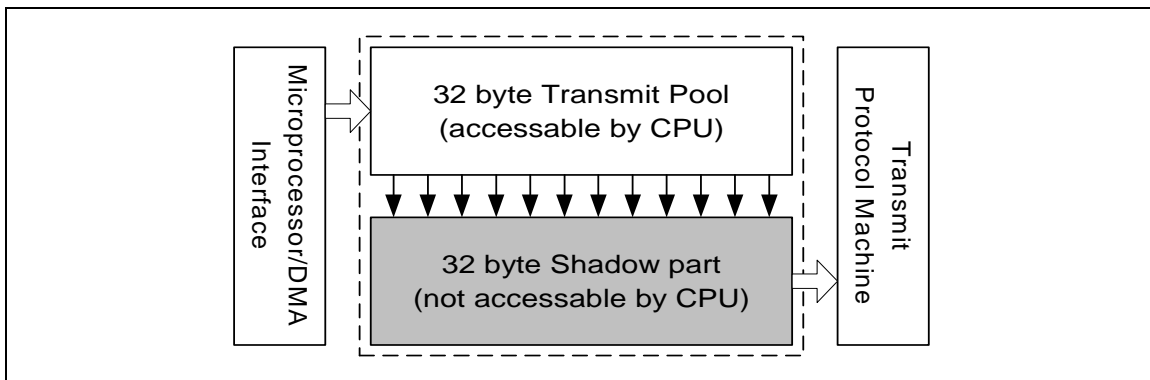 Microprocessor/DMA
Interface
32 byte Transmit Pool
(accessable by CPU)
32 byte Shadow part
(not accessable by CPU)
Transmit
Protocol Machine